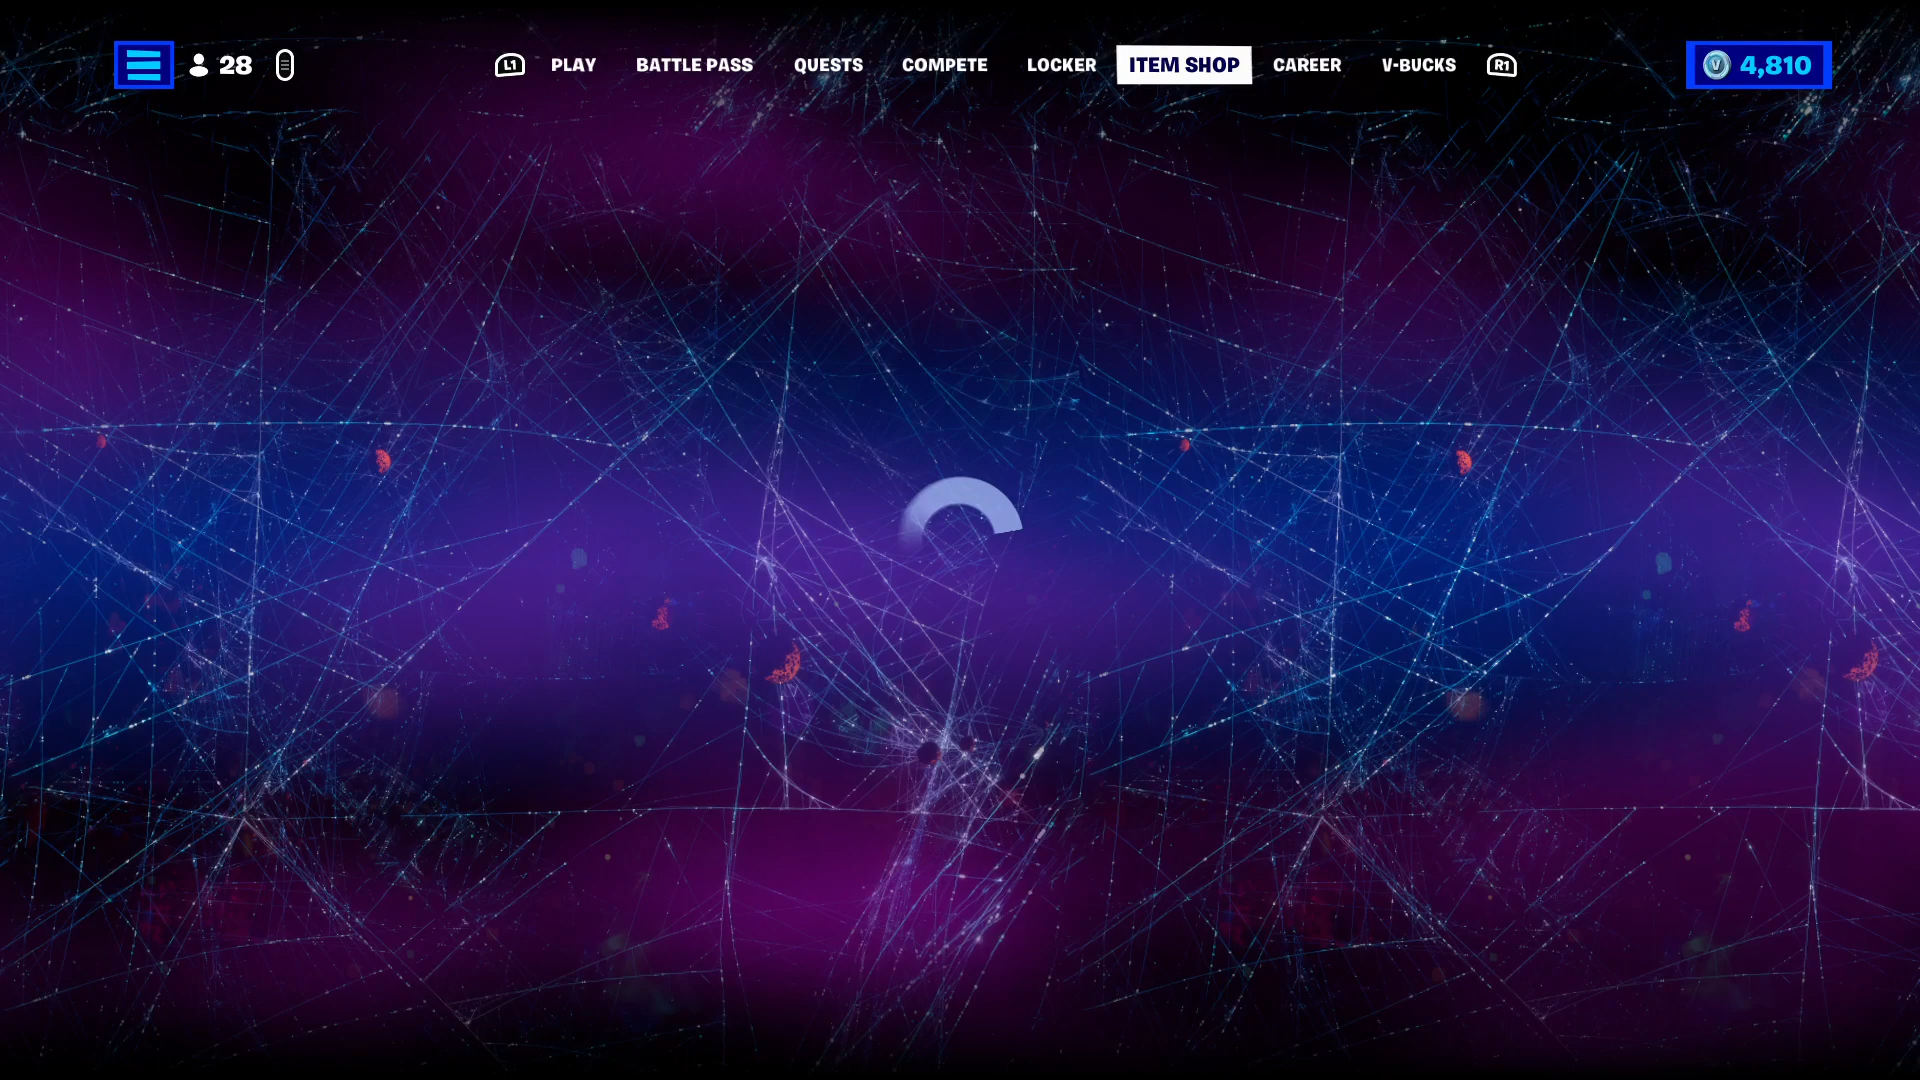 28
L1 PLAY BATTLE PASS QUESTS COMPETE LOCKER ITEM SHOP CAREER V-BUCKS R1
V 4,810